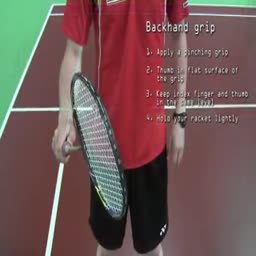 Backhand grip
1. Apply a pinching grip
2. Thumb in flat surface of
the grip
3. Keep index finger and thumb
in the same level
4. Hold your racket lightly